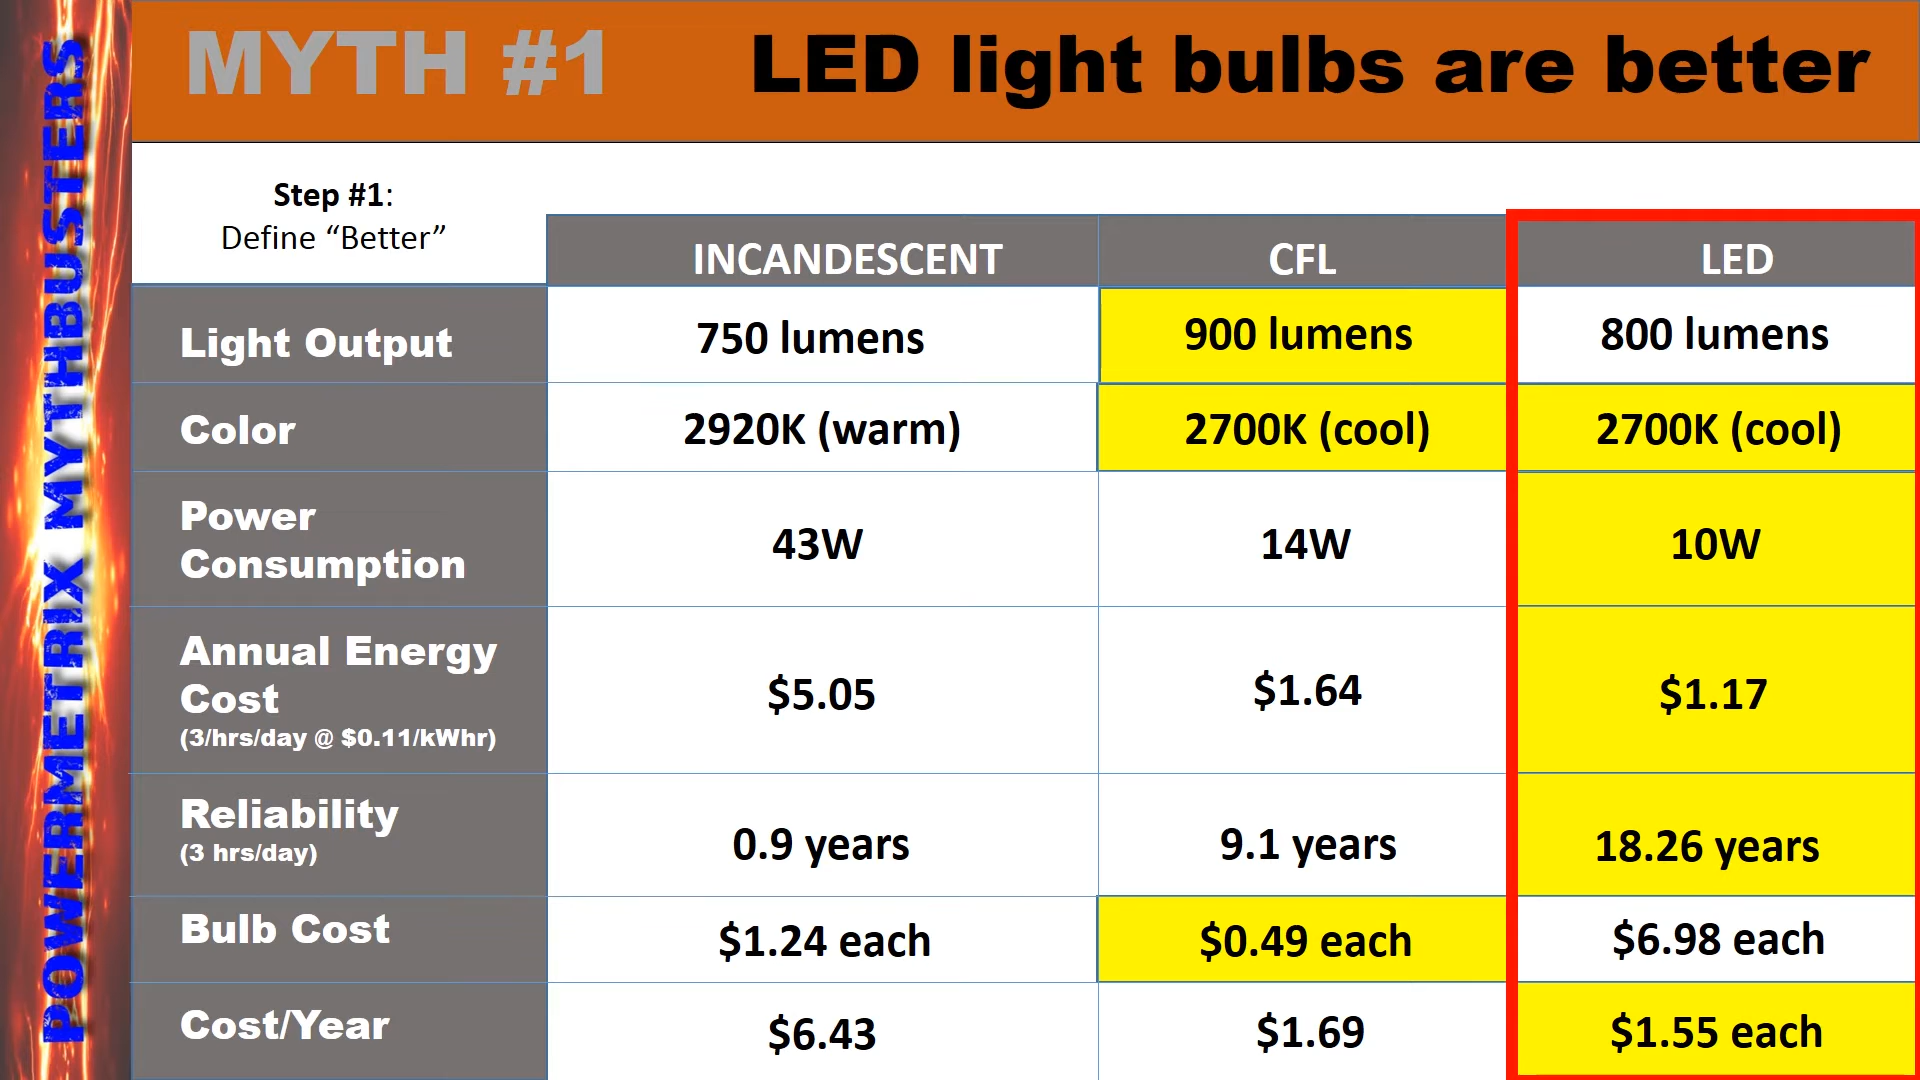 POWERMETRIX MYTHBUSTERS
MYTH #1 LED light bulbs are better
Step #1:
Define “Better”
INCANDESCENT CFL LED
Light Output 750 lumens 900 lumens 800 lumens
Color 2920K (warm) 2700K (cool) 2700K (cool)
Power
Consumption 43W 14W 10W
Annual Energy
Cost $5.05 $1.64 $1.17
(3/hrs/day @ $0.11/kWhr)
Reliability 0.9 years 9.1 years 18.26 years
(3 hrs/day)
Bulb Cost $1.24 each $0.49 each $6.98 each
Cost/Year $6.43 $1.69 $1.55 each